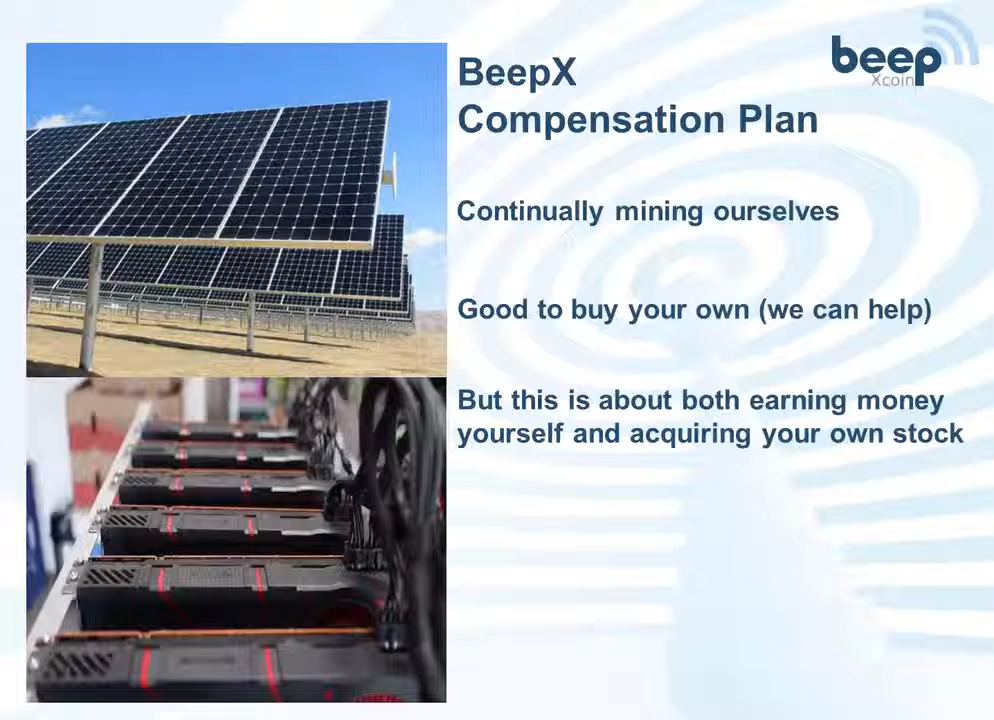 beep
Xcoin
BeepX
Compensation Plan
Continually mining ourselves
Good to buy your own (we can help)
But this is about both earning money
yourself and acquiring your own stock